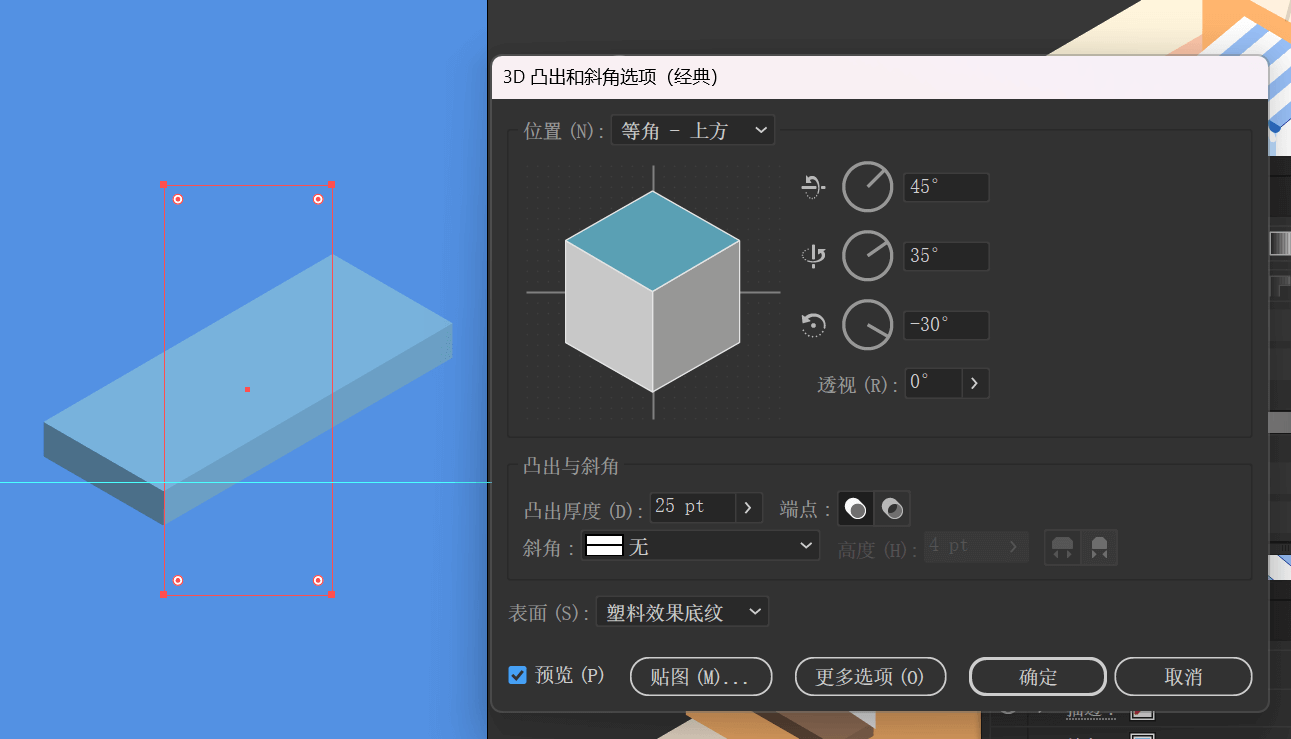 3D 凸出和斜角选项（经典）
位置 (N): 等角 - 上方
45°
35°
-30°
透视 (R): 0°
凸出与斜角
凸出厚度 (D): 25 pt 端点：
斜角： 无 高度 (H): 4 pt
表面 (S): 塑料效果底纹
预览 (P) 贴图 (M)... 更多选项 (O) 确定 取消
描边：